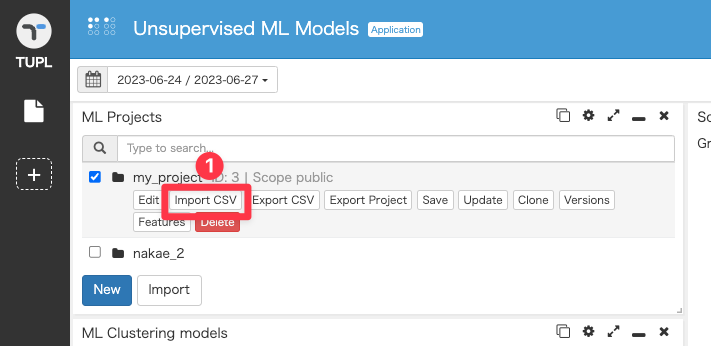 TUPL
Unsupervised ML Models Application
2023-06-24 / 2023-06-27
ML Projects
Type to search...
1
my_project ID: 3 | Scope public
Edit Import CSV Export CSV Export Project Save Update Clone Versions
Features Delete
nakae_2
New Import
ML Clustering models
Sc
Gr